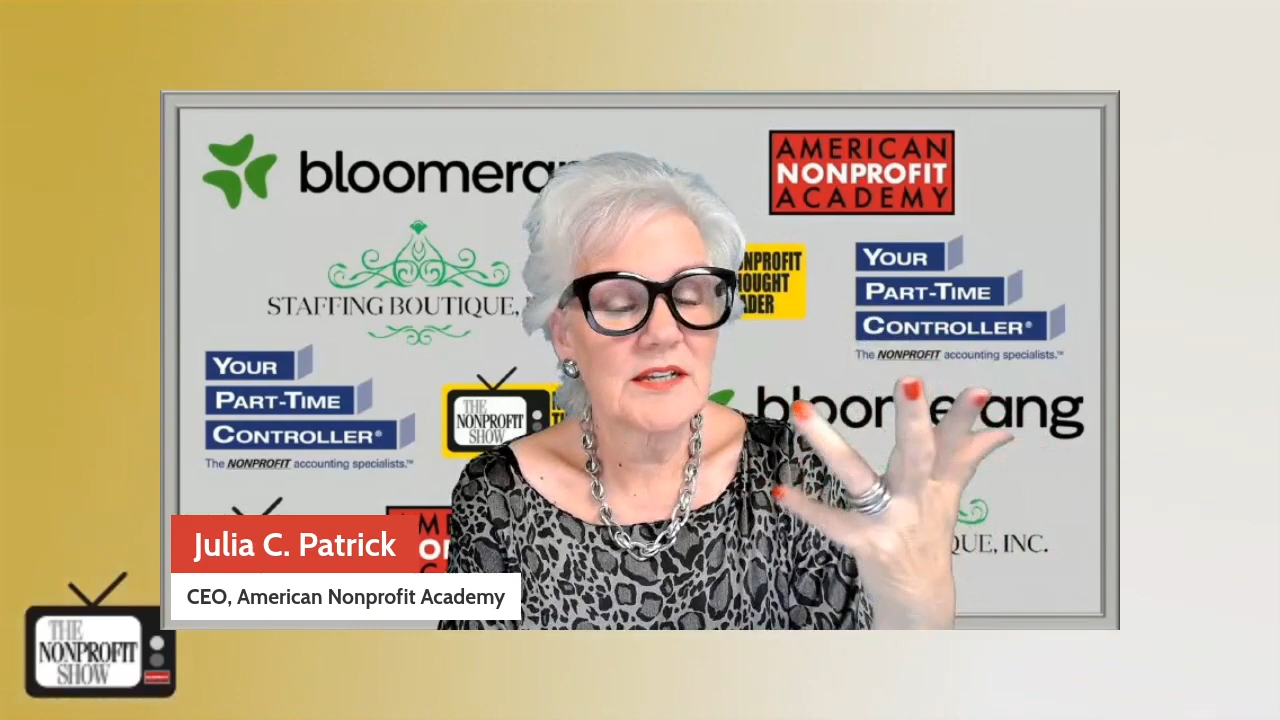 bloomerang
AMERICAN
NONPROFIT
ACADEMY
STAFFING BOUTIQUE,
YOUR
PART-TIME
CONTROLLER®
The NONPROFIT accounting specialists.™
YOUR
PART-TIME
CONTROLLER®
The NONPROFIT accounting specialists.™
THE
NONPROFIT
SHOW
bloomerang
INC.
Julia C. Patrick
CEO, American Nonprofit Academy
THE
NONPROFIT
SHOW